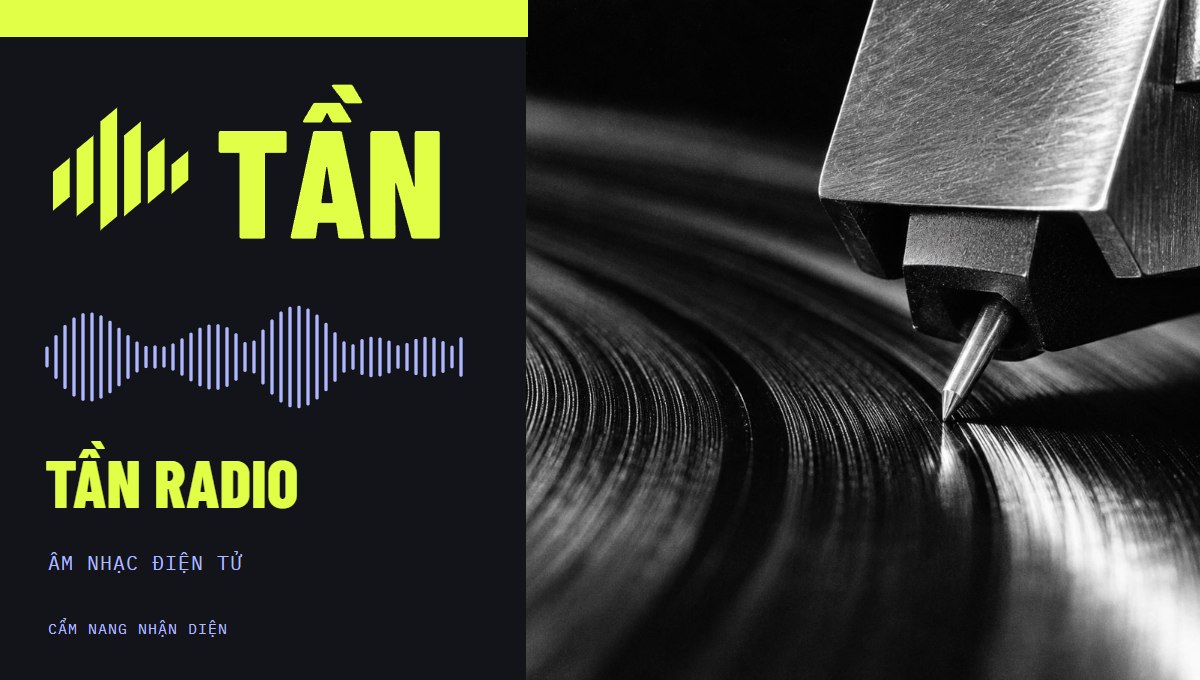 TẦN
TẦN RADIO
ÂM NHẠC ĐIỆN TỬ
CẨM NANG NHẬN DIỆN